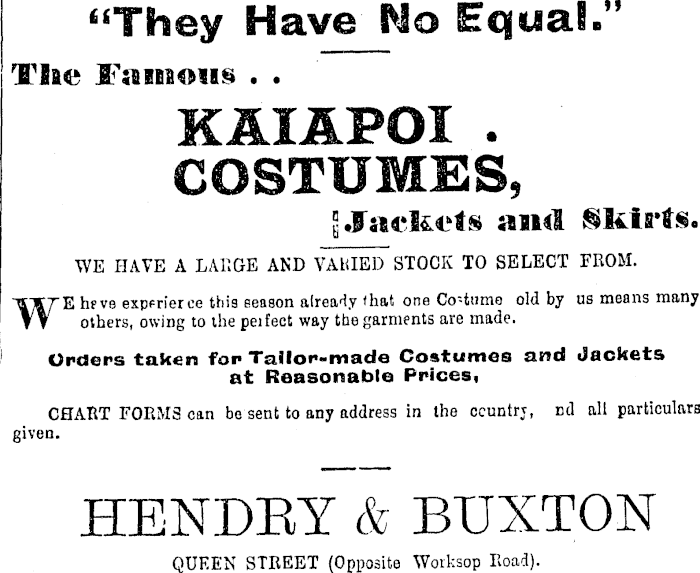 “They Have No Equal.”
The Famous . .
KAIAPOI .
COSTUMES,
Jackets and Skirts.
WE HAVE A LARGE AND VARIED STOCK TO SELECT FROM.
WE have experience this season already that one Costume old by us means many
others, owing to the perfect way the garments are made.
Orders taken for Tailor-made Costumes and Jackets
at Reasonable Prices,
CHART FORMS can be sent to any address in the country, nd all particulars
given.
HENDRY & BUXTON
QUEEN STREET (Opposite Worksop Road).